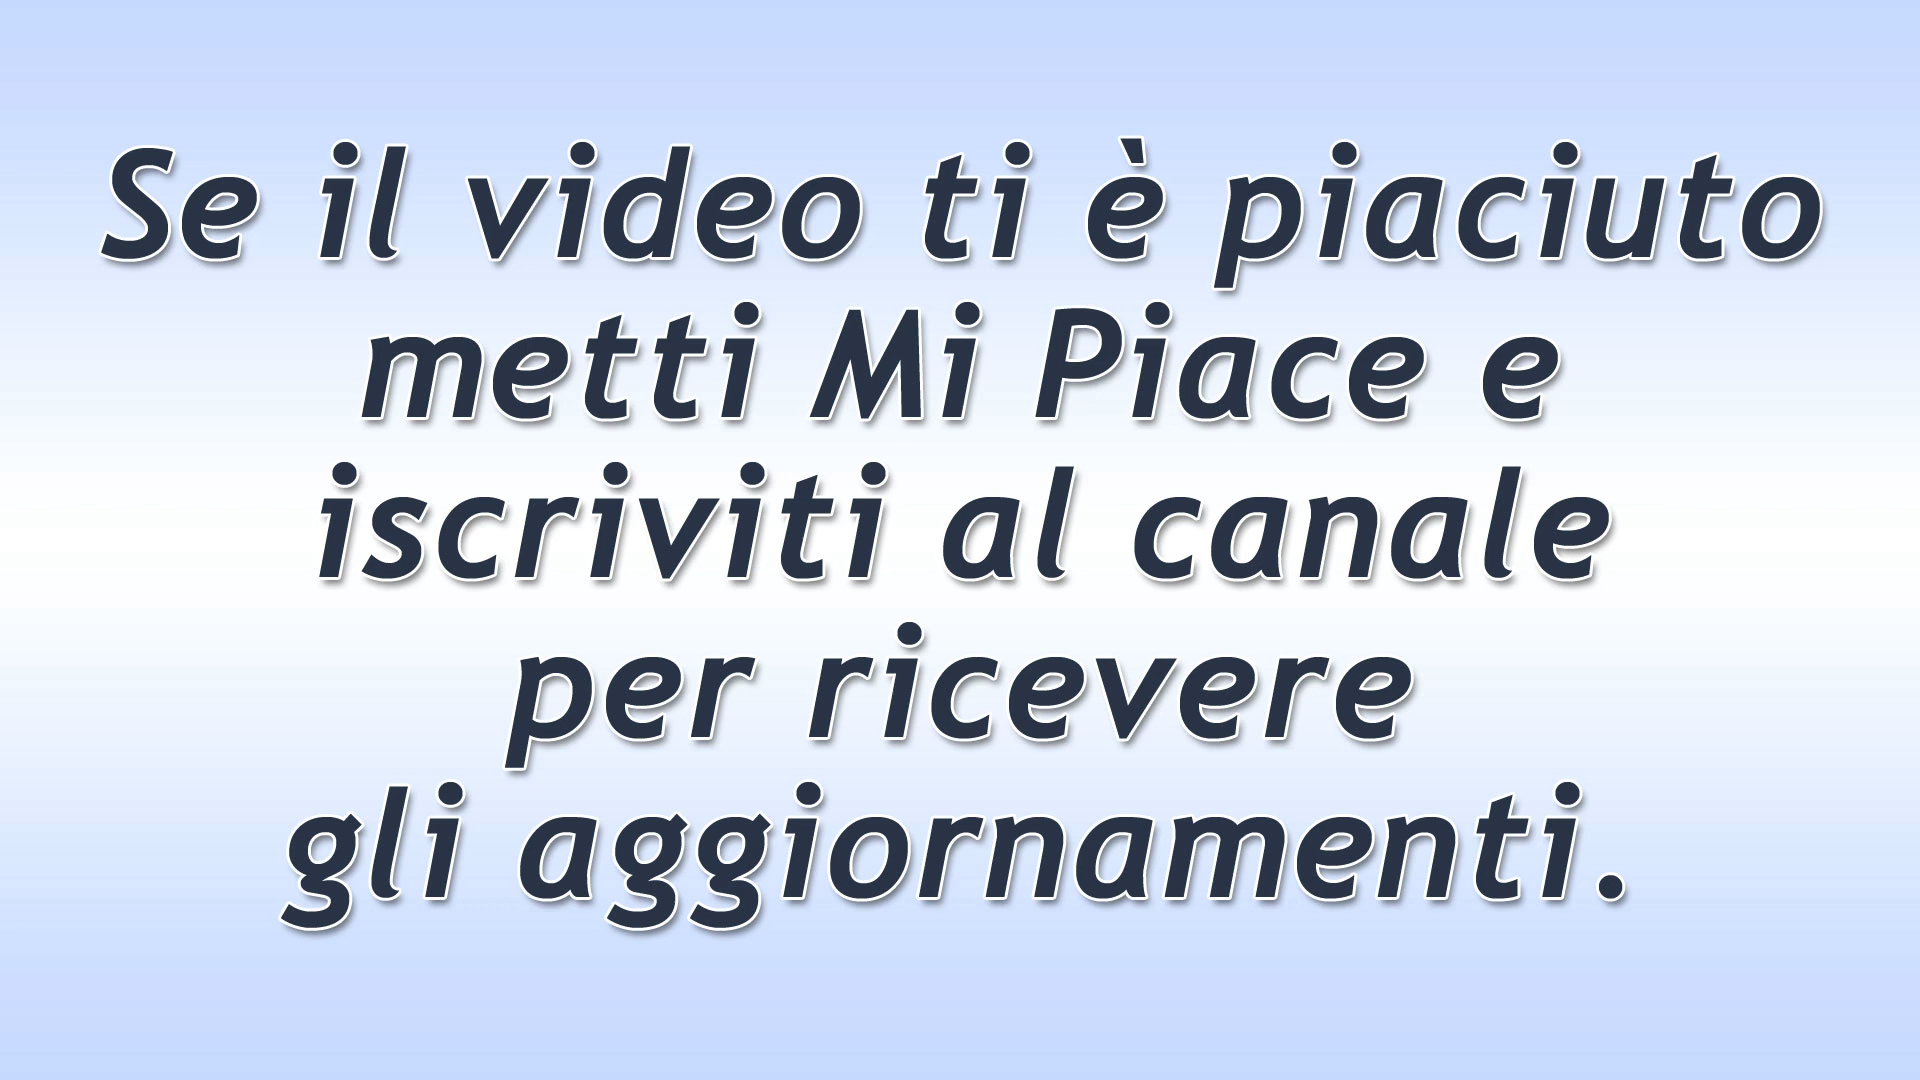 Se il video ti è piaciuto
metti Mi Piace e
iscriviti al canale
per ricevere
gli aggiornamenti.